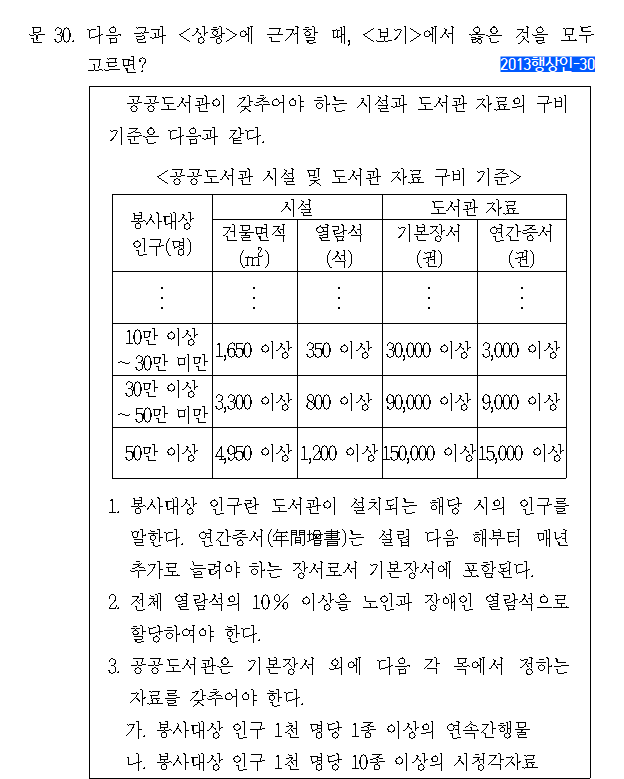 문 30. 다음 글과 <상황>에 근거할 때, <보기>에서 옳은 것을 모두
고르면?
2013행상인-30
공공도서관이 갖추어야 하는 시설과 도서관 자료의 구비
기준은 다음과 같다.
<공공도서관 시설 및 도서관 자료 구비 기준>
봉사대상 인구(명) 시설 도서관 자료
건물면적(㎡) 열람석(석) 기본장서(권) 연간증서(권)
⋮ ⋮ ⋮ ⋮ ⋮
10만 이상 ~ 30만 미만 1,650 이상 350 이상 30,000 이상 3,000 이상
30만 이상 ~ 50만 미만 3,300 이상 800 이상 90,000 이상 9,000 이상
50만 이상 4,950 이상 1,200 이상 150,000 이상 15,000 이상
1. 봉사대상 인구란 도서관이 설치되는 해당 시의 인구를
말한다. 연간증서(年間增書)는 설립 다음 해부터 매년
추가로 늘려야 하는 장서로서 기본장서에 포함된다.
2. 전체 열람석의 10% 이상을 노인과 장애인 열람석으로
할당하여야 한다.
3. 공공도서관은 기본장서 외에 다음 각 목에서 정하는
자료를 갖추어야 한다.
가. 봉사대상 인구 1천 명당 1종 이상의 연속간행물
나. 봉사대상 인구 1천 명당 10종 이상의 시청각자료